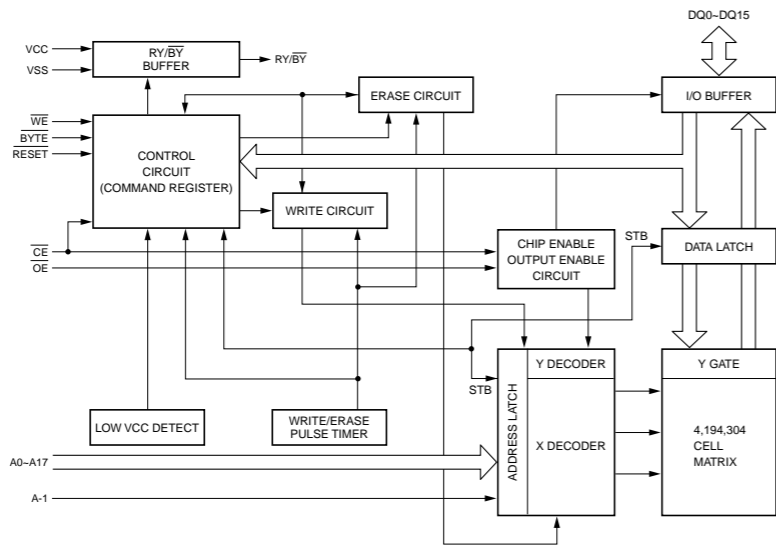 DQ0~DQ15
VCC
VSS
RY/BY
BUFFER
RY/BY
ERASE CIRCUIT
I/O BUFFER
WE
BYTE
RESET
CONTROL
CIRCUIT
(COMMAND REGISTER)
WRITE CIRCUIT
CE
OE
CHIP ENABLE
OUTPUT ENABLE
CIRCUIT
STB
DATA LATCH
STB
ADDRESS LATCH
Y DECODER
X DECODER
Y GATE
4,194,304
CELL
MATRIX
LOW VCC DETECT
WRITE/ERASE
PULSE TIMER
A0~A17
A-1